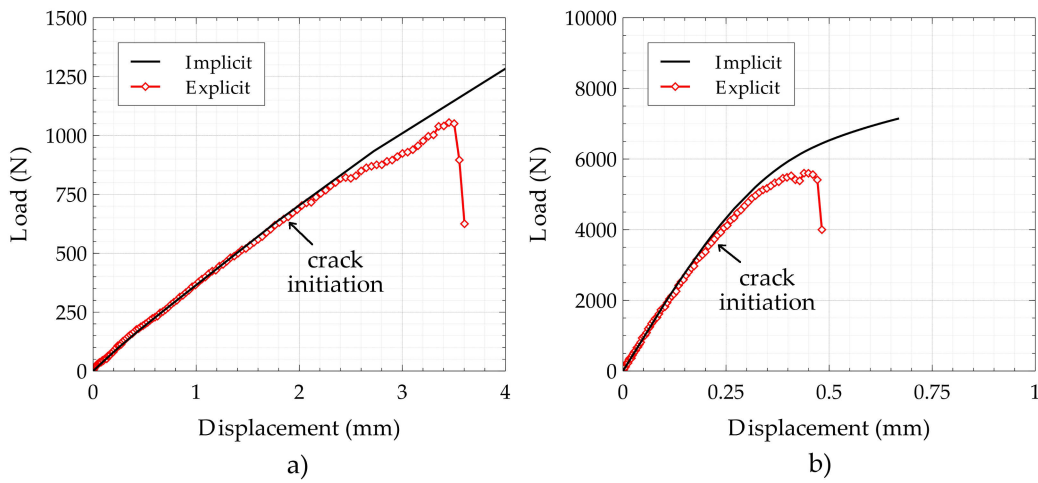 1500
1250
1000
750
500
250
0
Load (N)
Implicit
Explicit
crack
initiation
0
1
2
3
4
Displacement (mm)
a)
10000
8000
6000
4000
2000
0
Load (N)
Implicit
Explicit
crack
initiation
0
0.25
0.5
0.75
1
Displacement (mm)
b)